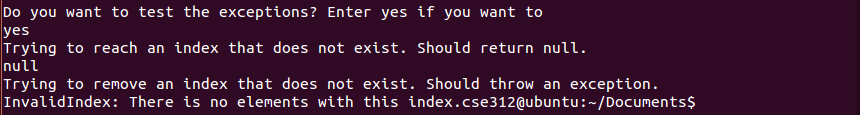 Do you want to test the exceptions? Enter yes if you want to
yes
Trying to reach an index that does not exist. Should return null.
null
Trying to remove an index that does not exist. Should throw an exception.
InvalidIndex: There is no elements with this index.cse312@ubuntu:~/Documents$